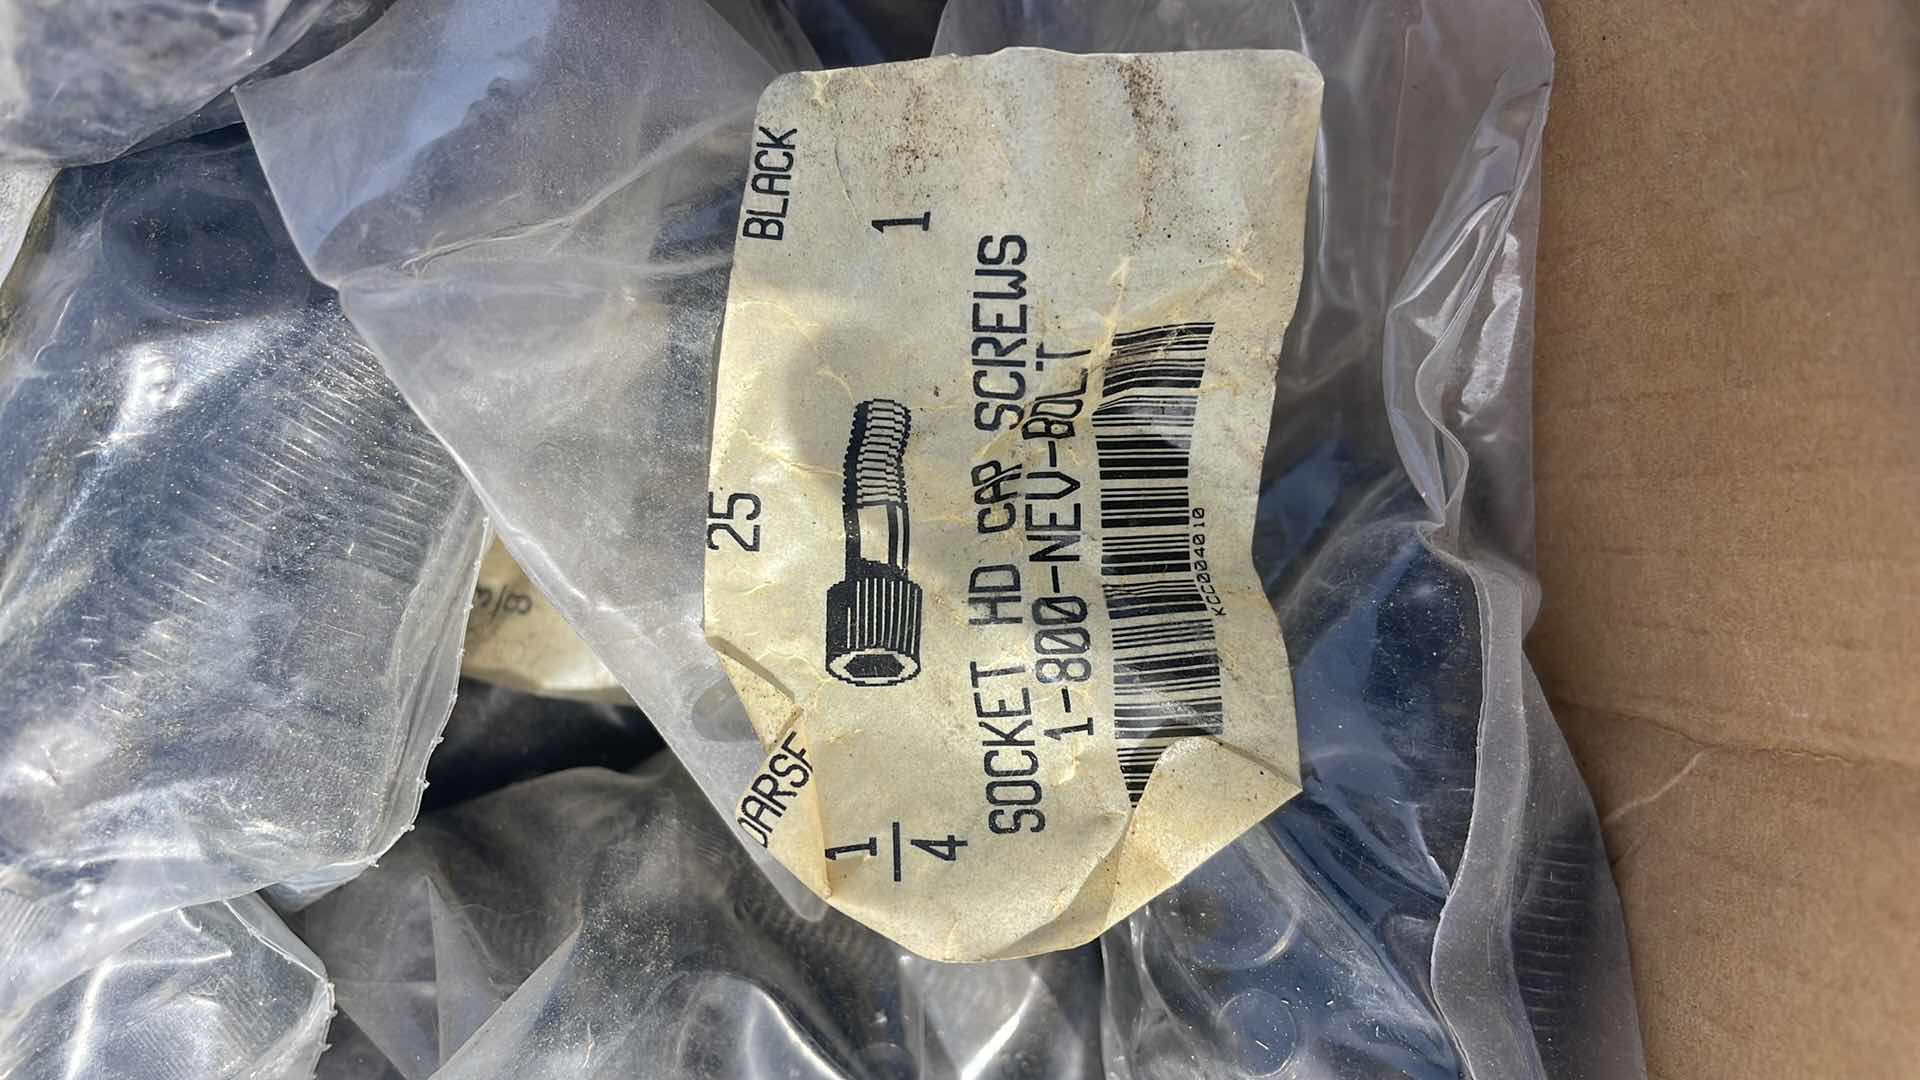 OARSE 25 BLACK
1/4 1
SOCKET HD CAP SCREWS
1-800-NEV-BOLT
KCC004010